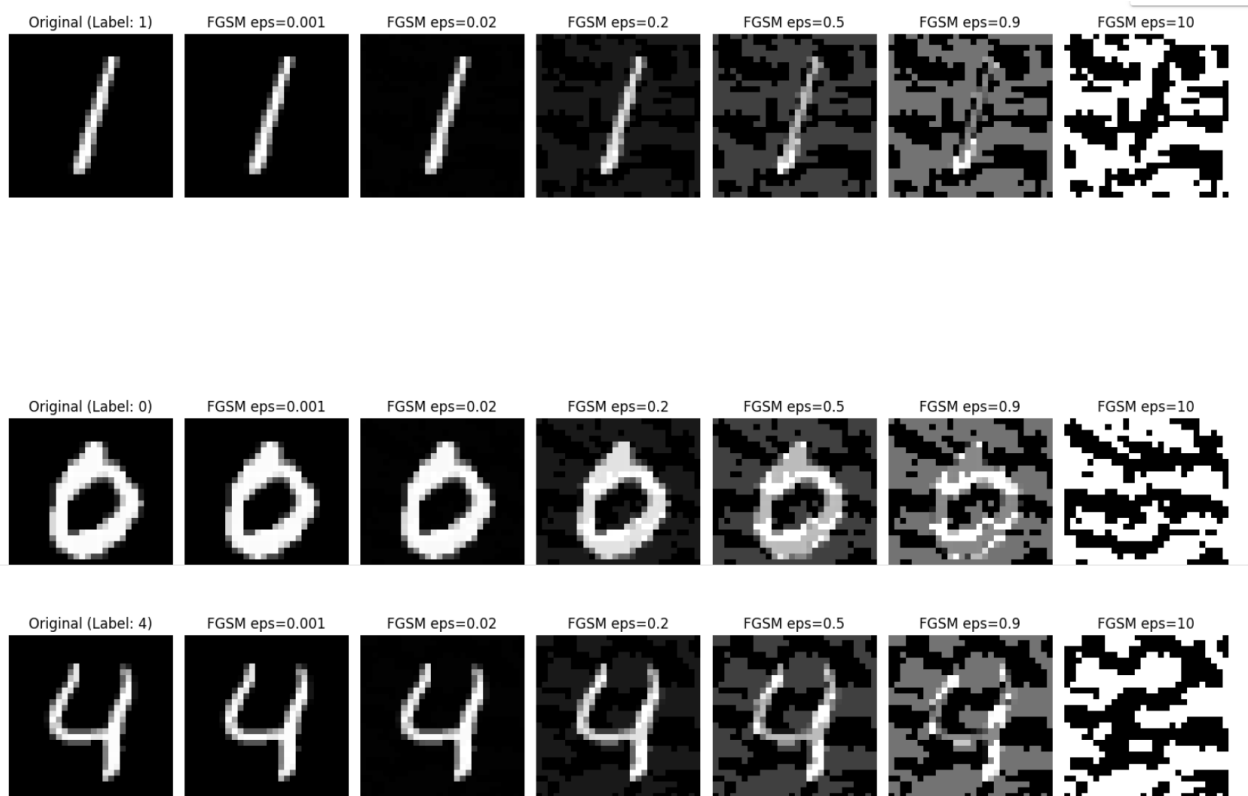 Original (Label: 1) FGSM eps=0.001 FGSM eps=0.02 FGSM eps=0.2 FGSM eps=0.5 FGSM eps=0.9 FGSM eps=10
Original (Label: 0) FGSM eps=0.001 FGSM eps=0.02 FGSM eps=0.2 FGSM eps=0.5 FGSM eps=0.9 FGSM eps=10
Original (Label: 4) FGSM eps=0.001 FGSM eps=0.02 FGSM eps=0.2 FGSM eps=0.5 FGSM eps=0.9 FGSM eps=10